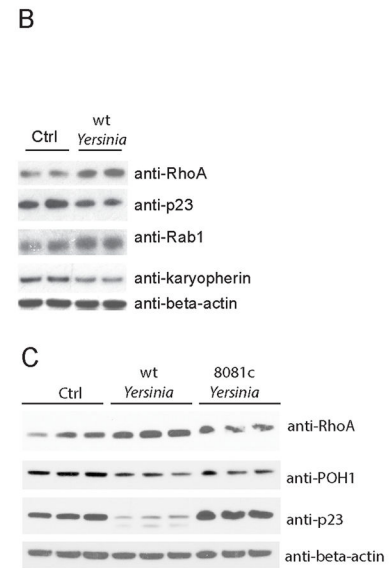 B
Ctrl
wt
Yersinia
anti-RhoA
anti-p23
anti-Rab1
anti-karyopherin
anti-beta-actin
C
Ctrl
wt
Yersinia
8081c
Yersinia
anti-RhoA
anti-POH1
anti-p23
anti-beta-actin